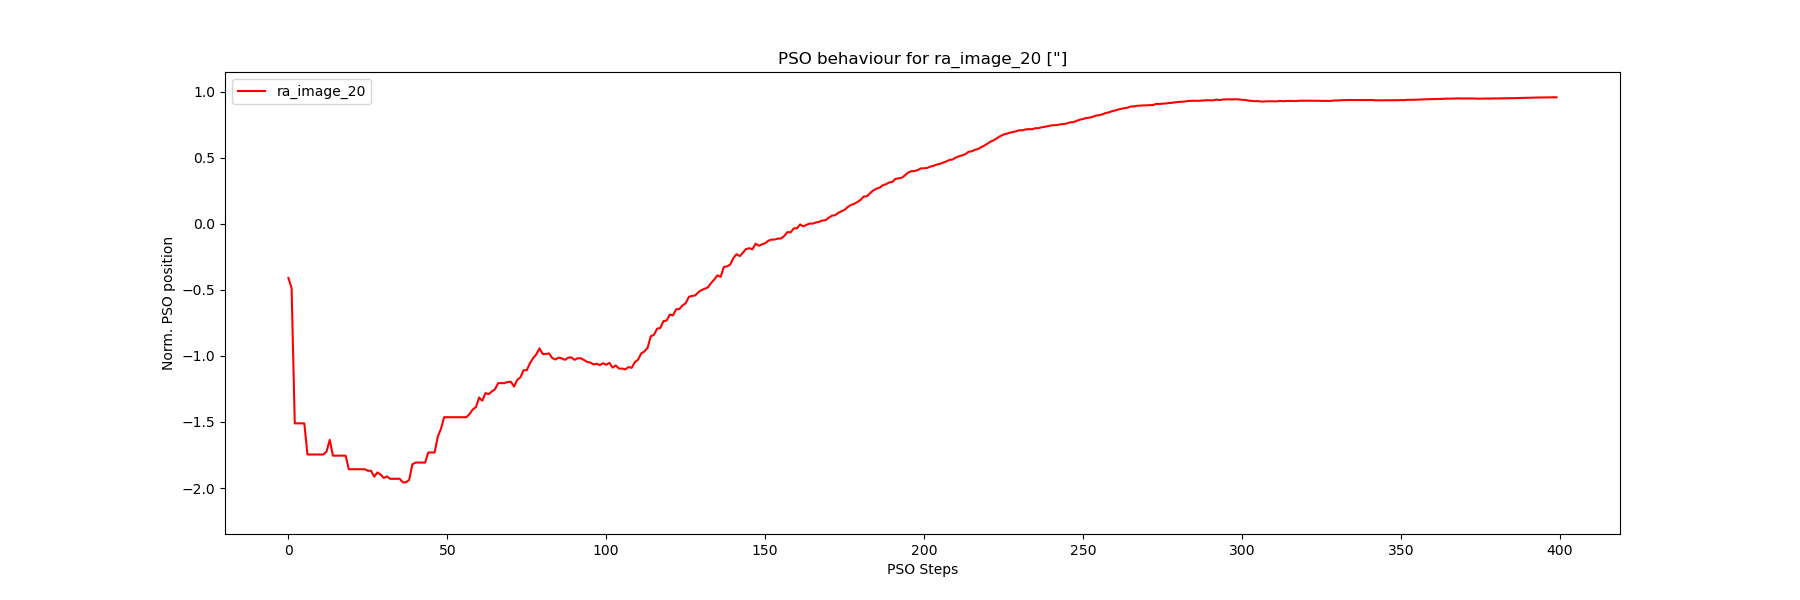 PSO behaviour for ra_image_20 ["]
ra_image_20
1.0
0.5
0.0
−0.5
−1.0
−1.5
−2.0
Norm. PSO position
0 50 100 150 200 250 300 350 400
PSO Steps